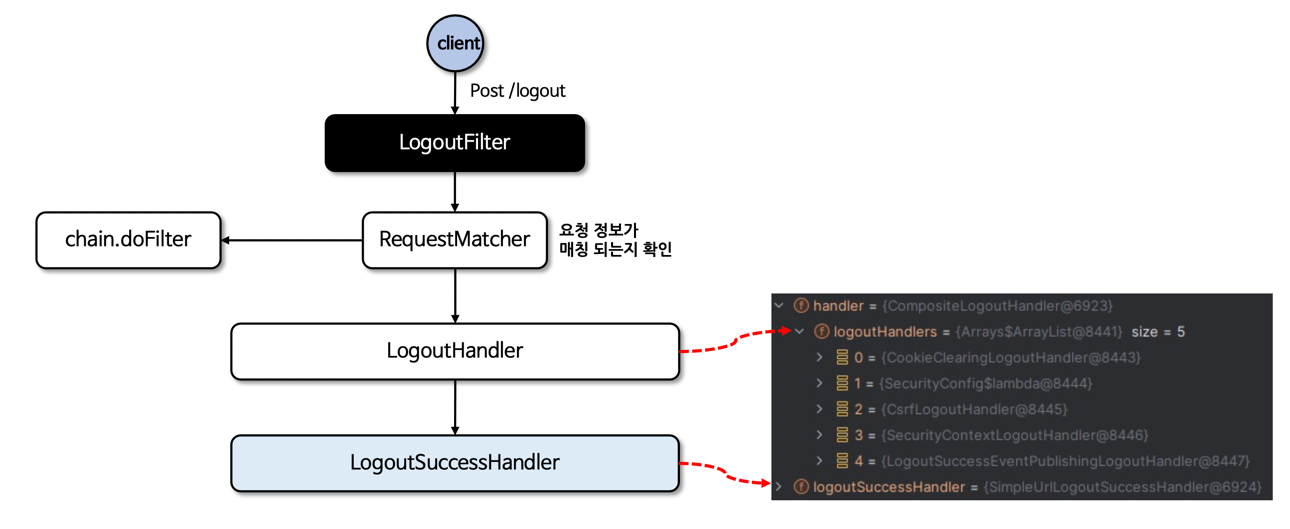 client
Post /logout
LogoutFilter
chain.doFilter
RequestMatcher
요청 정보가
매칭 되는지 확인
LogoutHandler
LogoutSuccessHandler
handler = {CompositeLogoutHandler@6923}
logoutHandlers = {Arrays$ArrayList@8441} size = 5
0 = {CookieClearingLogoutHandler@8443}
1 = {SecurityConfig$lambda@8444}
2 = {CsrfLogoutHandler@8445}
3 = {SecurityContextLogoutHandler@8446}
4 = {LogoutSuccessEventPublishingLogoutHandler@8447}
logoutSuccessHandler = {SimpleUrlLogoutSuccessHandler@6924}